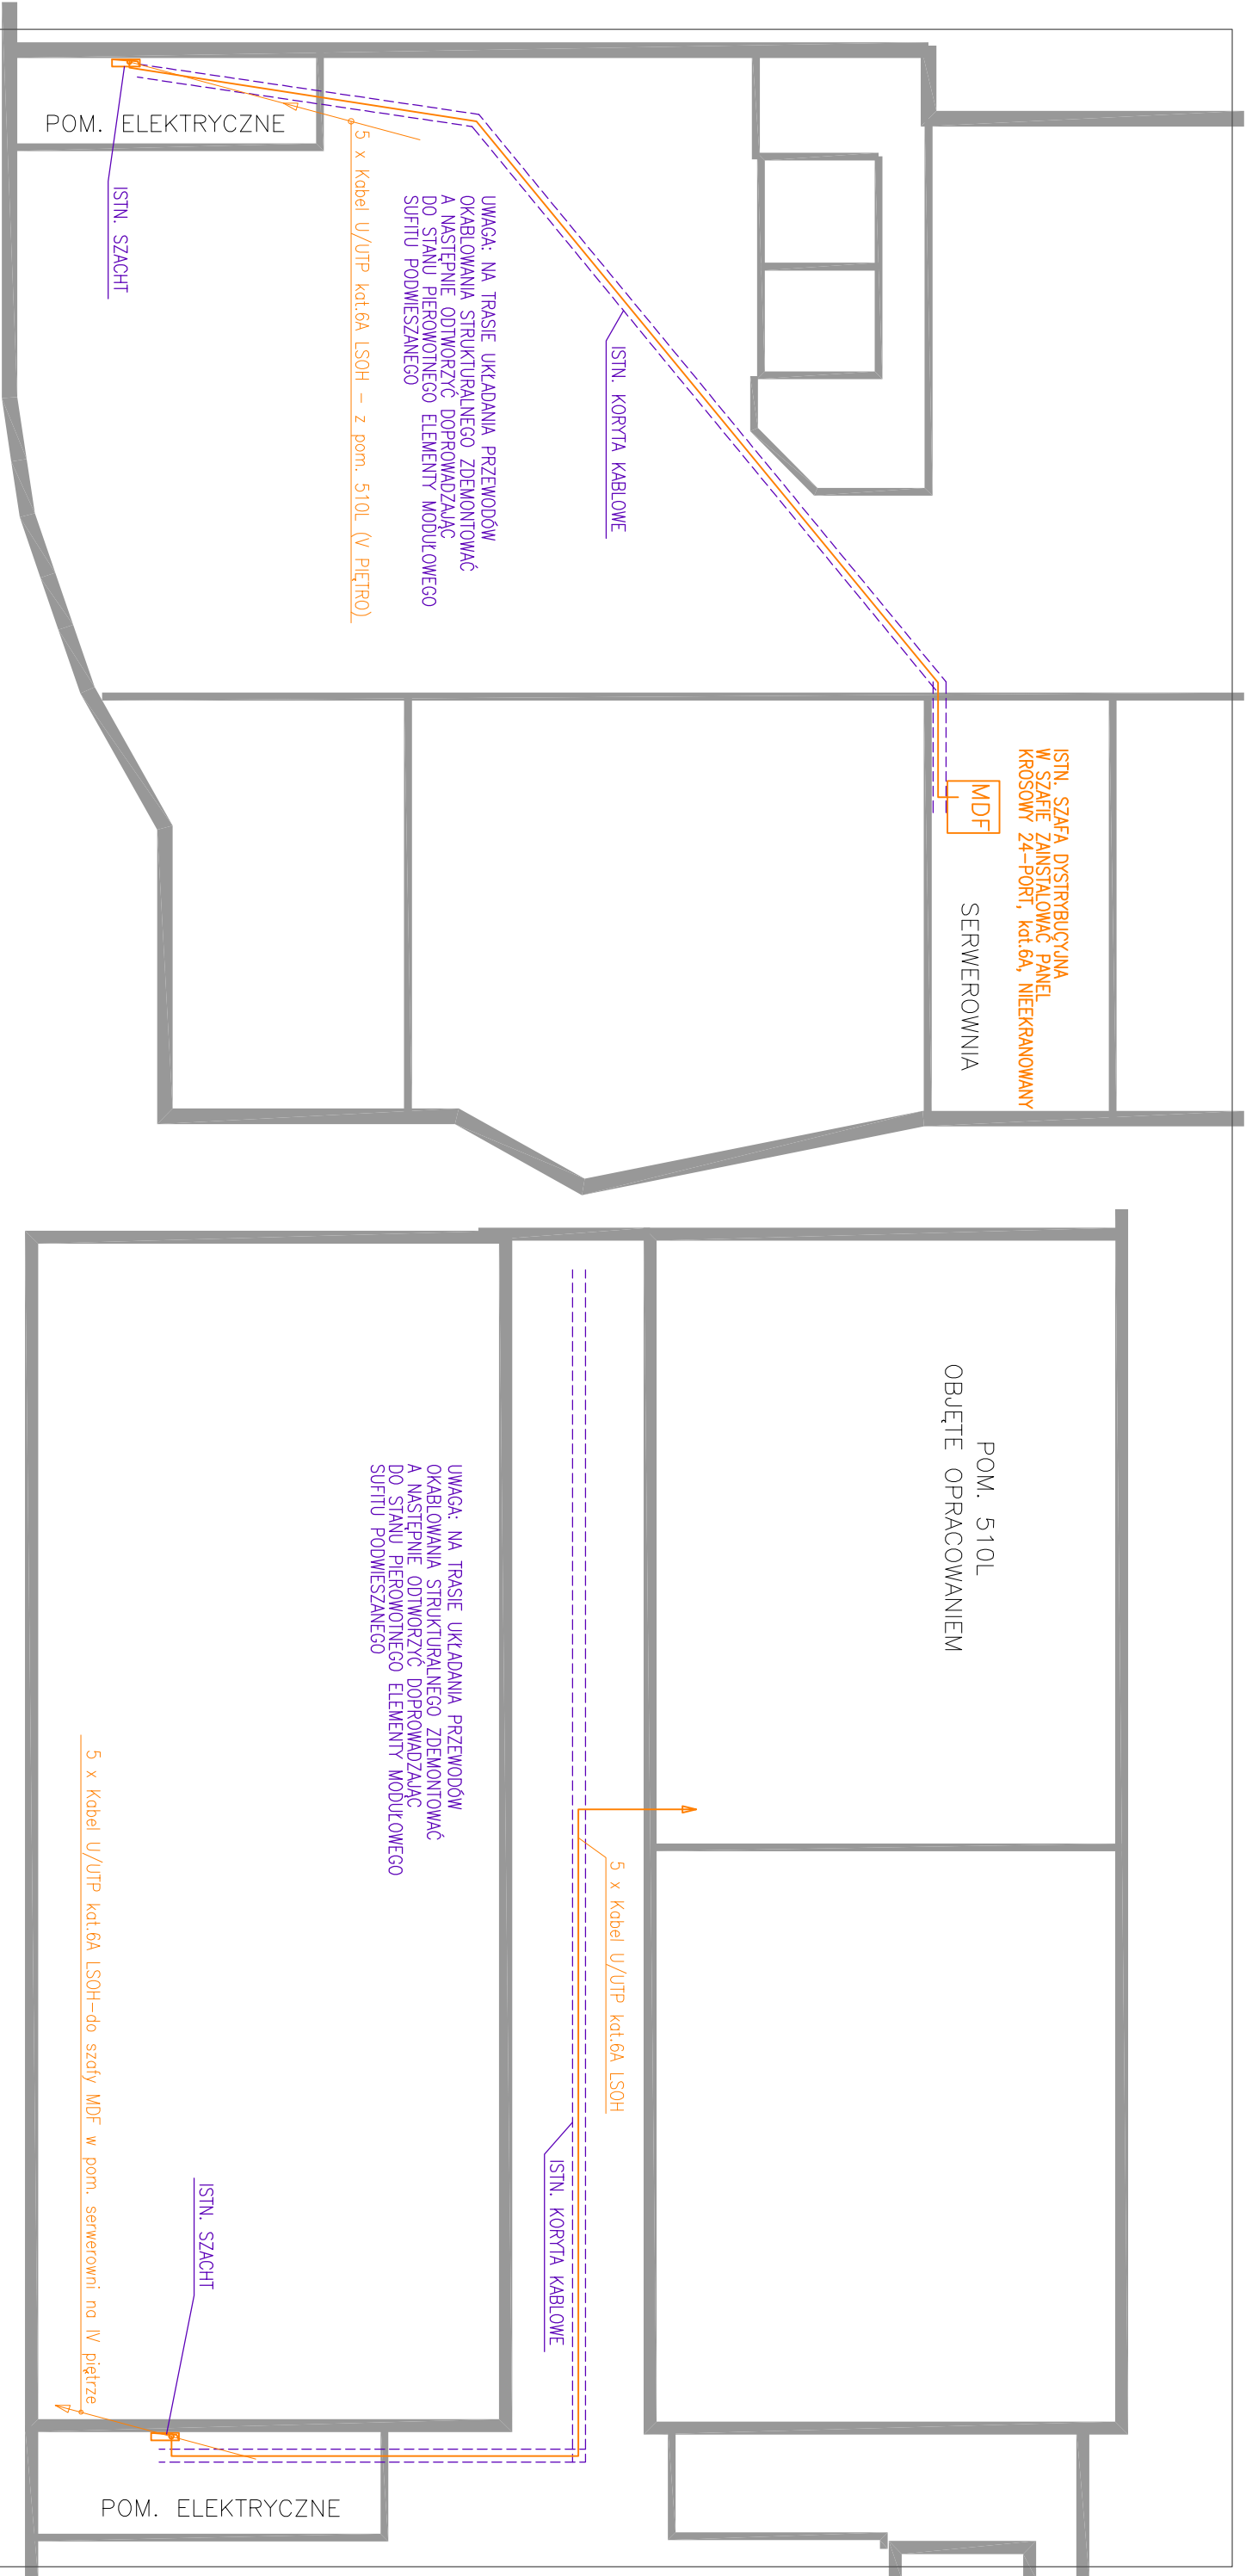 POM. ELEKTRYCZNE
ISTN. SZACHT
5 x Kabel U/UTP kat.6A LSOH – z pom. 510L (V PIĘTRO)
UWAGA: NA TRASIE UKŁADANIA PRZEWODÓW
OKABLOWANIA STRUKTURALNEGO ZDEMONTOWAĆ
A NASTĘPNIE ODTWORZYĆ DOPROWADZAJĄC
DO STANU PIEROWOTNEGO ELEMENTY MODUŁOWEGO
SUFITU PODWIESZANEGO
ISTN. KORYTA KABLOWE
ISTN. SZAFA DYSTRYBUCYJNA
W SZAFIE ZAINSTALOWAĆ PANEL
KROSOWY 24–PORT, kat.6A, NIEEKRANOWANY
MDF
SERWEROWNIA
POM. 510L
OBJĘTE OPRACOWANIEM
UWAGA: NA TRASIE UKŁADANIA PRZEWODÓW
OKABLOWANIA STRUKTURALNEGO ZDEMONTOWAĆ
A NASTĘPNIE ODTWORZYĆ DOPROWADZAJĄC
DO STANU PIEROWOTNEGO ELEMENTY MODUŁOWEGO
SUFITU PODWIESZANEGO
5 x Kabel U/UTP kat.6A LSOH
ISTN. KORYTA KABLOWE
5 x Kabel U/UTP kat.6A LSOH–do szafy MDF w pom. serwerowni na IV piętrze
ISTN. SZACHT
POM. ELEKTRYCZNE